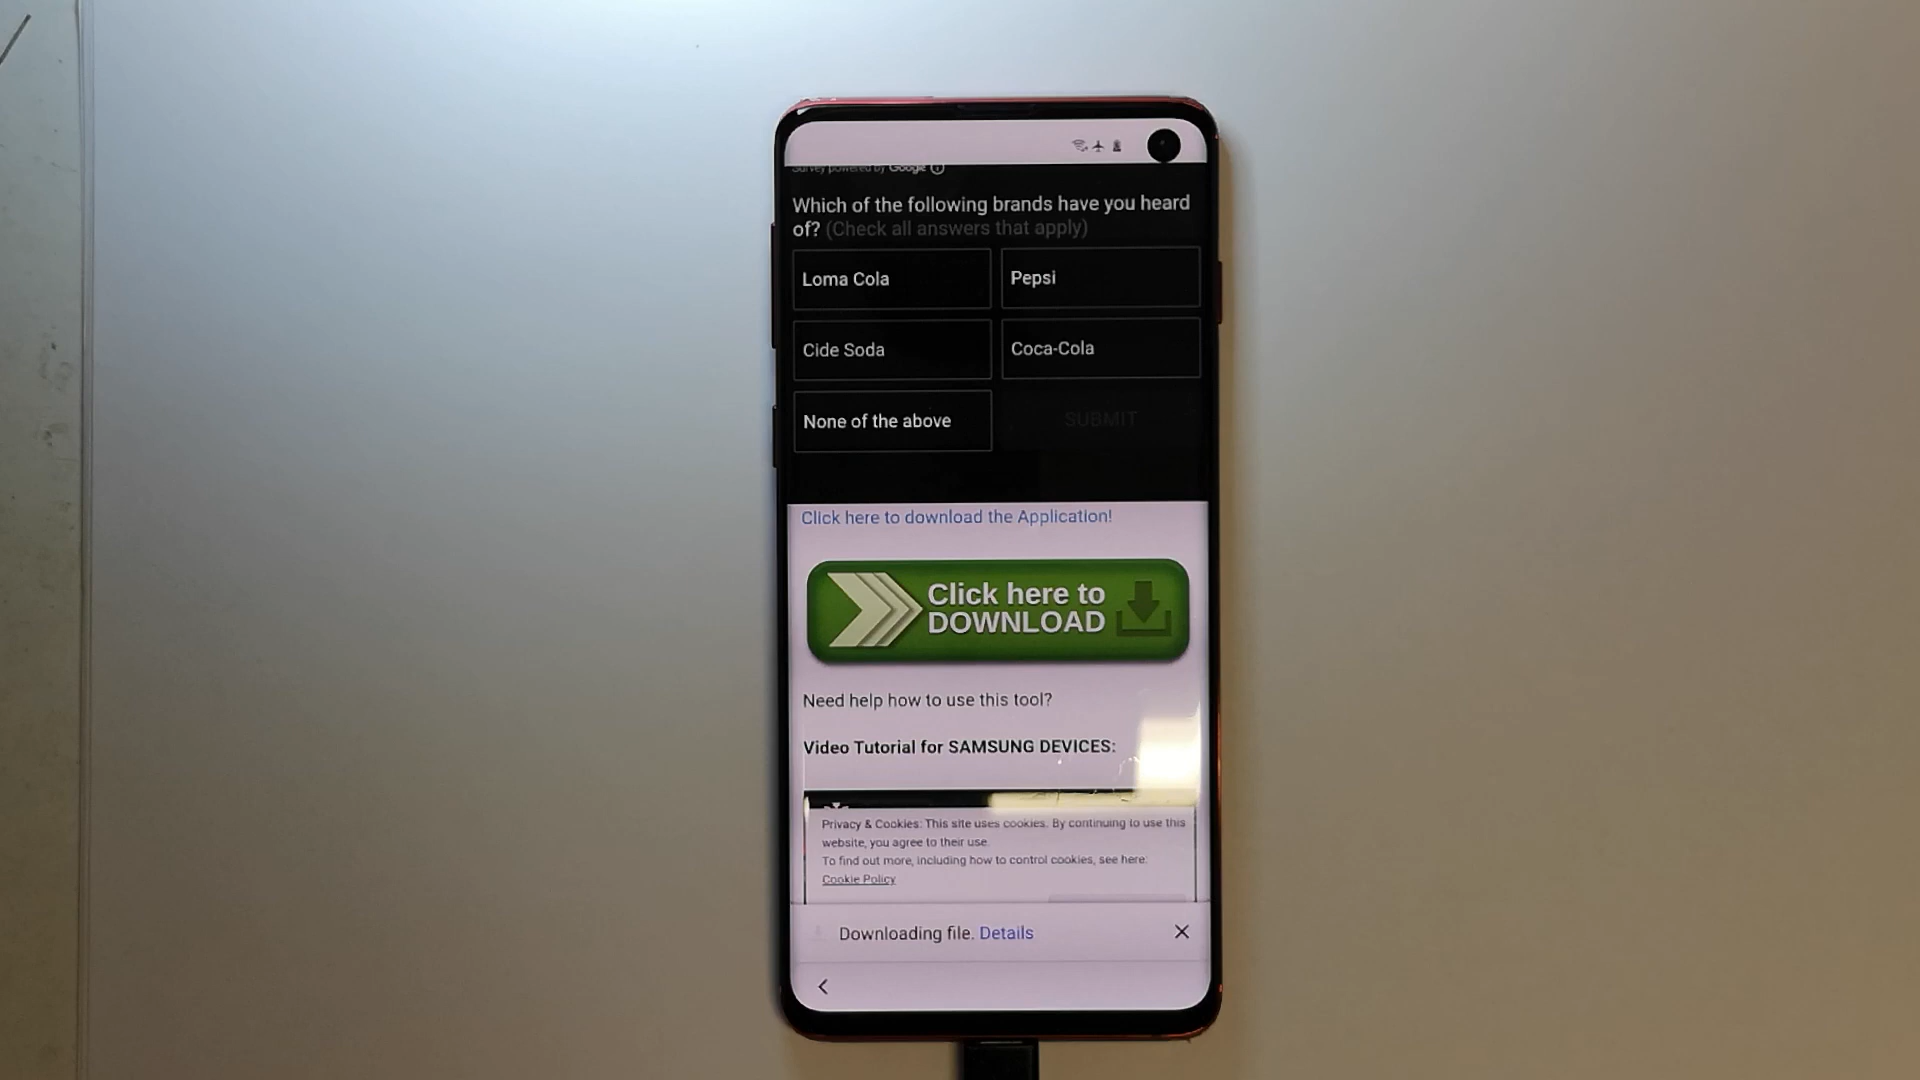 Survey powered by Google
Which of the following brands have you heard
of? (Check all answers that apply)
Loma Cola
Pepsi
Cide Soda
Coca-Cola
None of the above
SUBMIT
Click here to download the Application!
Click here to
DOWNLOAD
Need help how to use this tool?
Video Tutorial for SAMSUNG DEVICES:
Privacy & Cookies: This site uses cookies. By continuing to use this
website, you agree to their use.
To find out more, including how to control cookies, see here:
Cookie Policy
Downloading file. Details